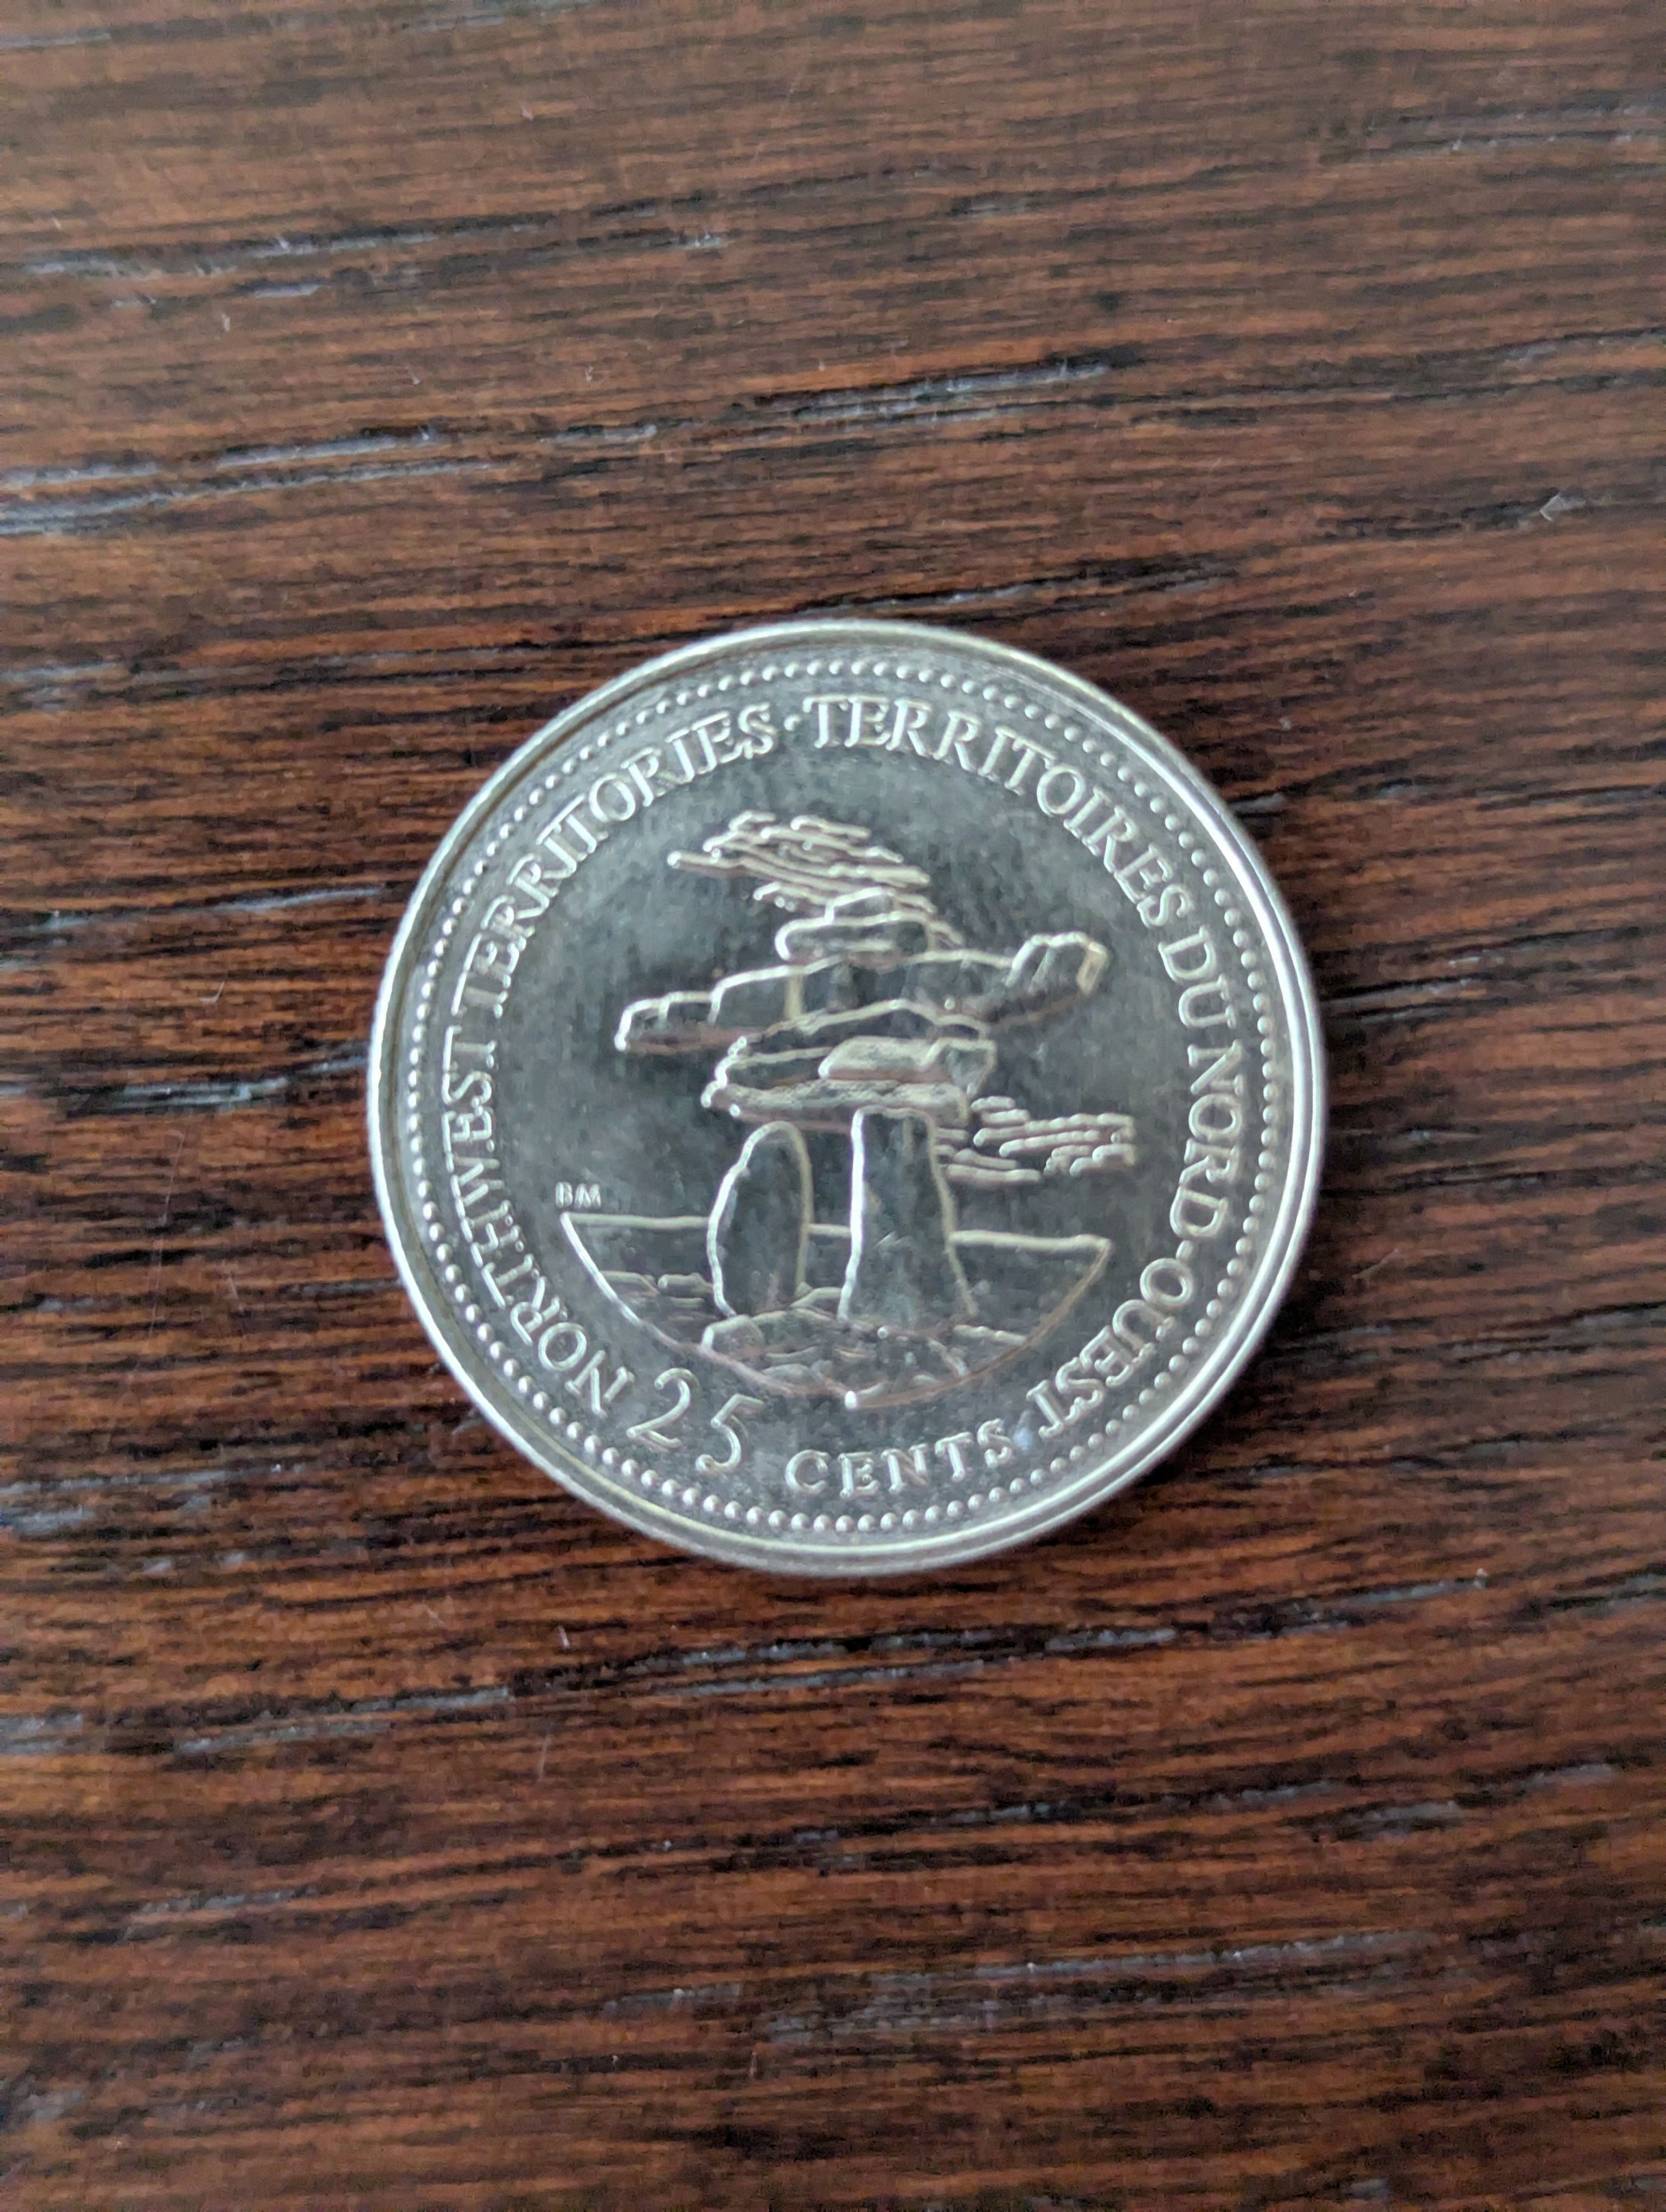 NORTHWEST TERRITORIES · TERRITOIRES DU NORD-OUEST
BM
25 CENTS